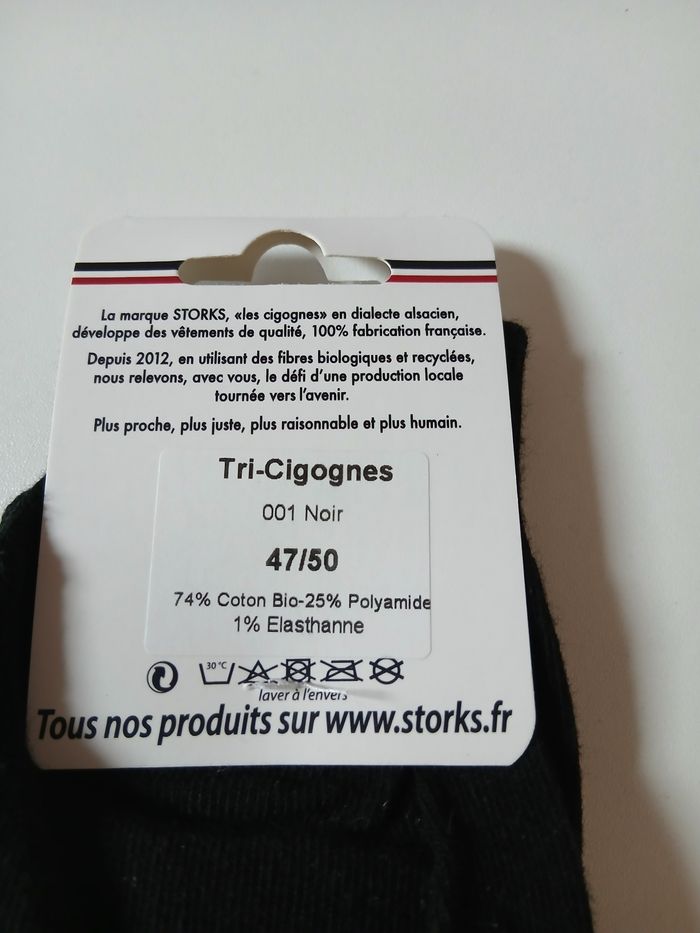 La marque STORKS, «les cigognes» en dialecte alsacien,
développe des vêtements de qualité, 100% fabrication française.
Depuis 2012, en utilisant des fibres biologiques et recyclées,
nous relevons, avec vous, le défi d'une production locale
tournée vers l'avenir.
Plus proche, plus juste, plus raisonnable et plus humain.
Tri-Cigognes
001 Noir
47/50
74% Coton Bio-25% Polyamide
1% Elasthanne
30°C
laver à l'envers
Tous nos produits sur www.storks.fr